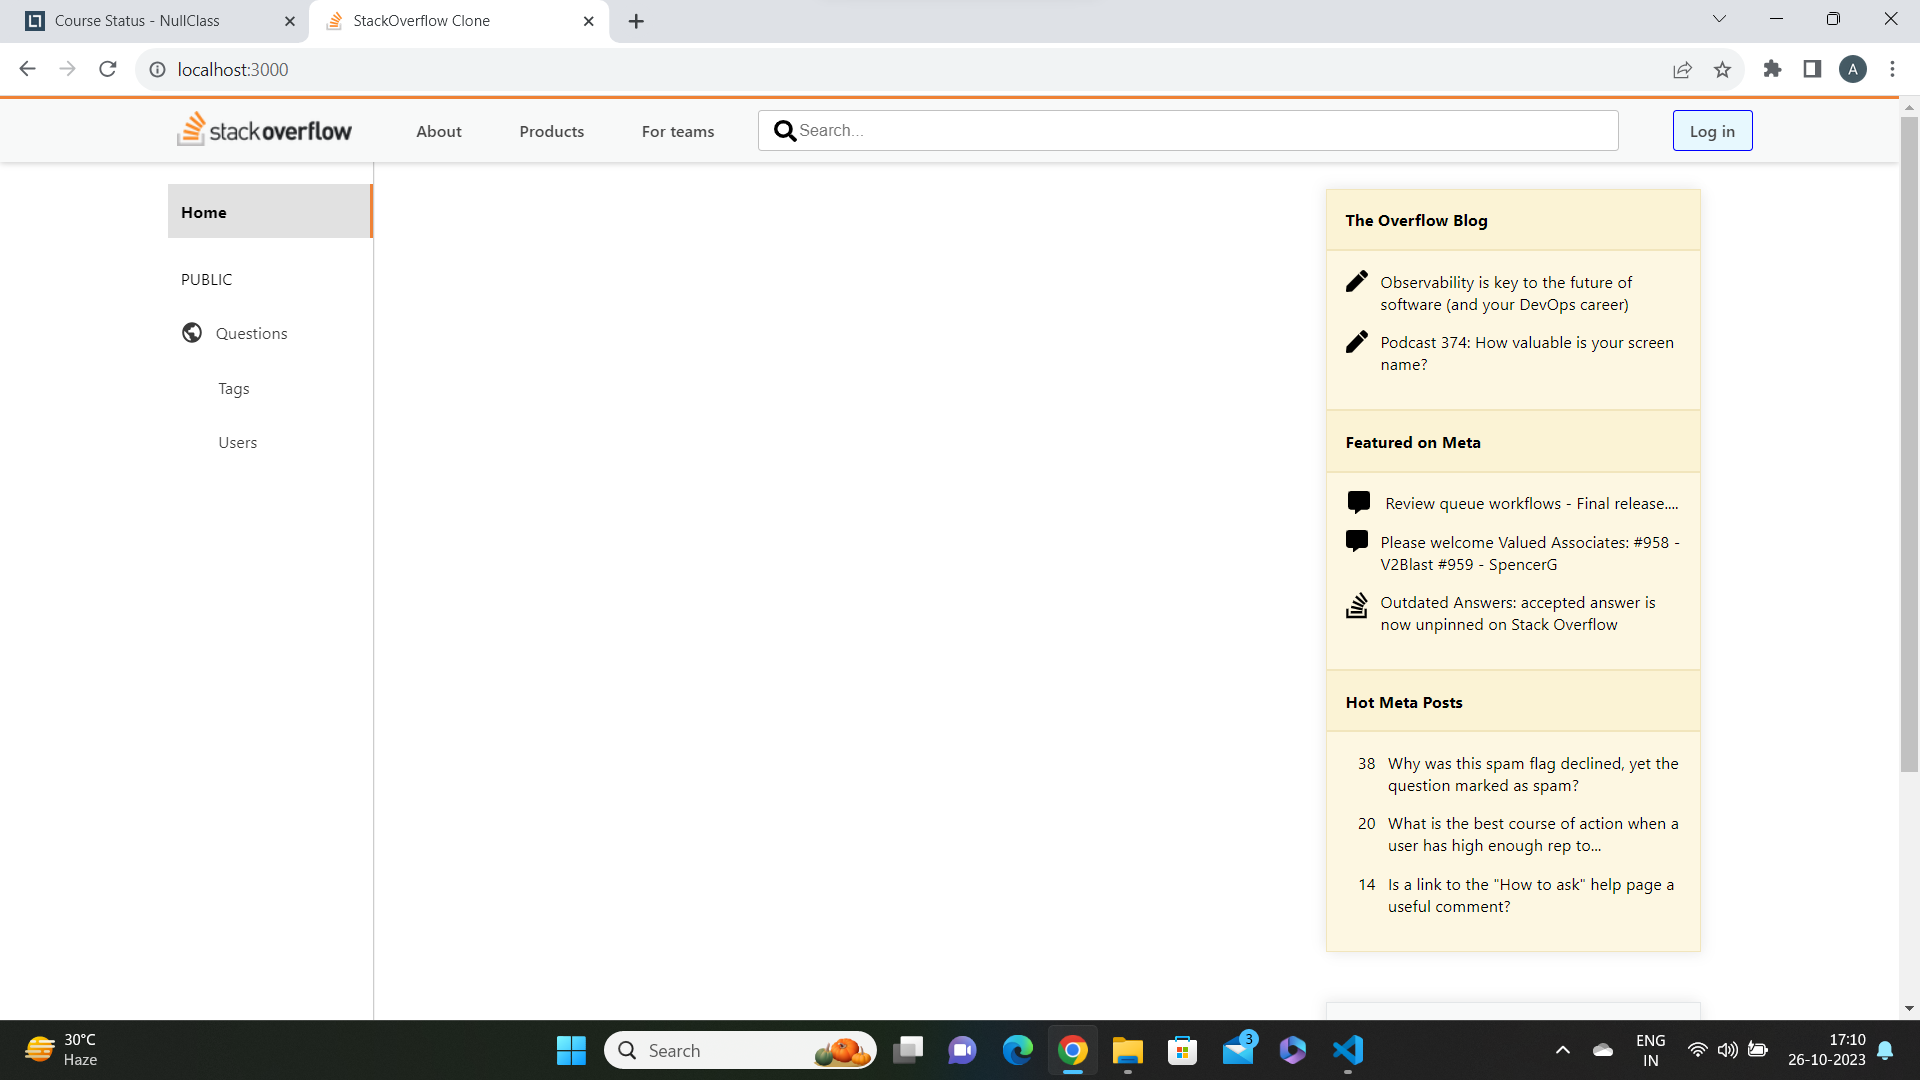 Course Status - NullClass
StackOverflow Clone
localhost:3000
A
stackoverflow
About
Products
For teams
Search...
Log in
Home
PUBLIC
Questions
Tags
Users
The Overflow Blog
Observability is key to the future of
software (and your DevOps career)
Podcast 374: How valuable is your screen
name?
Featured on Meta
Review queue workflows - Final release....
Please welcome Valued Associates: #958 -
V2Blast #959 - SpencerG
Outdated Answers: accepted answer is
now unpinned on Stack Overflow
Hot Meta Posts
38 Why was this spam flag declined, yet the
question marked as spam?
20 What is the best course of action when a
user has high enough rep to...
14 Is a link to the "How to ask" help page a
useful comment?
30°C
Haze
Search
3
ENG
IN
17:10
26-10-2023